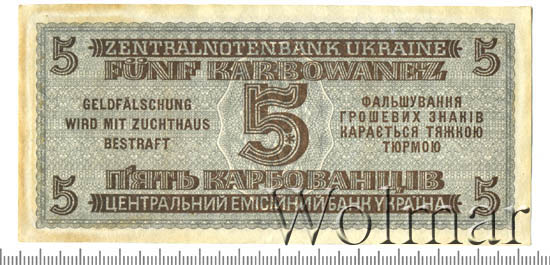 5 ZENTRALNOTENBANK UKRAINE 5
FÜNF KARBOWANEZ
GELDFÄLSCHUNG
WIRD MIT ZUCHTHAUS
BESTRAFT
5
ФАЛЬШУВАННЯ
ГРОШЕВИХ ЗНАКІВ
КАРАЄТЬСЯ ТЯЖКОЮ
ТЮРМОЮ
5 П'ЯТЬ КАРБОВАНЦІВ 5
ЦЕНТРАЛЬНИЙ ЕМІСІЙНИЙ БАНК УКРАЇНА
Wolmar